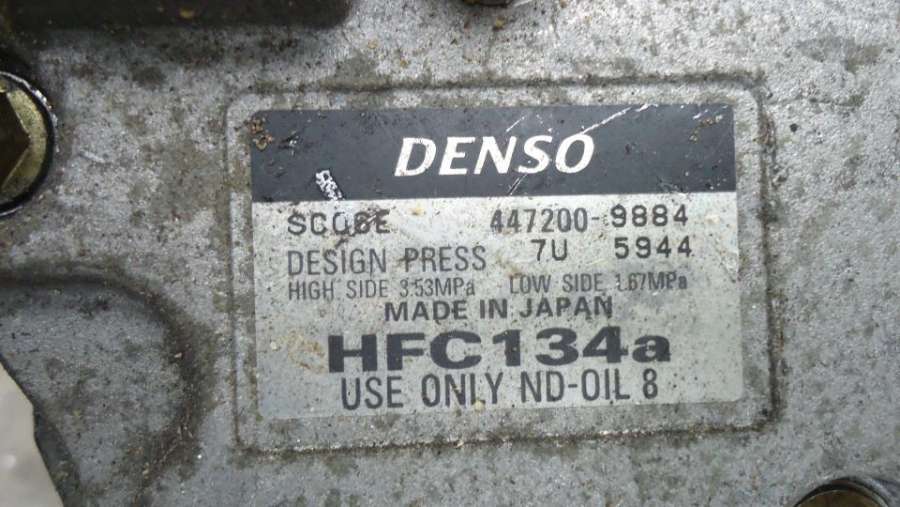 DENSO
SC06E 447200-9884
DESIGN PRESS 7U 5944
HIGH SIDE 3.53MPa LOW SIDE 1.67MPa
MADE IN JAPAN
HFC134a
USE ONLY ND-OIL 8